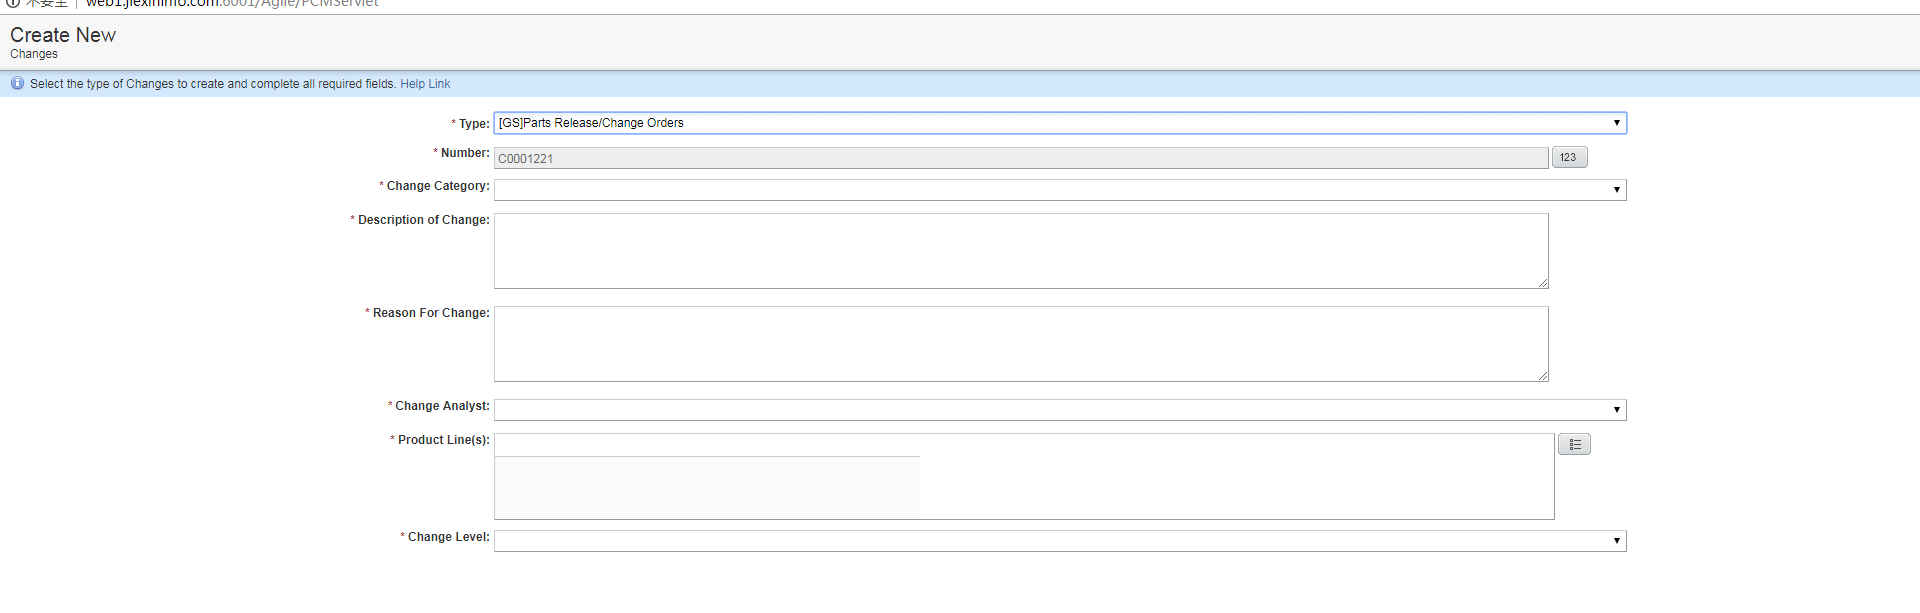 不安全 web1.jiexininfo.com:6001/Agile/PCMServlet
Create New
Changes
Select the type of Changes to create and complete all required fields. Help Link
* Type: [GS]Parts Release/Change Orders
* Number: C0001221 123
* Change Category:
* Description of Change:
* Reason For Change:
* Change Analyst:
* Product Line(s):
* Change Level: